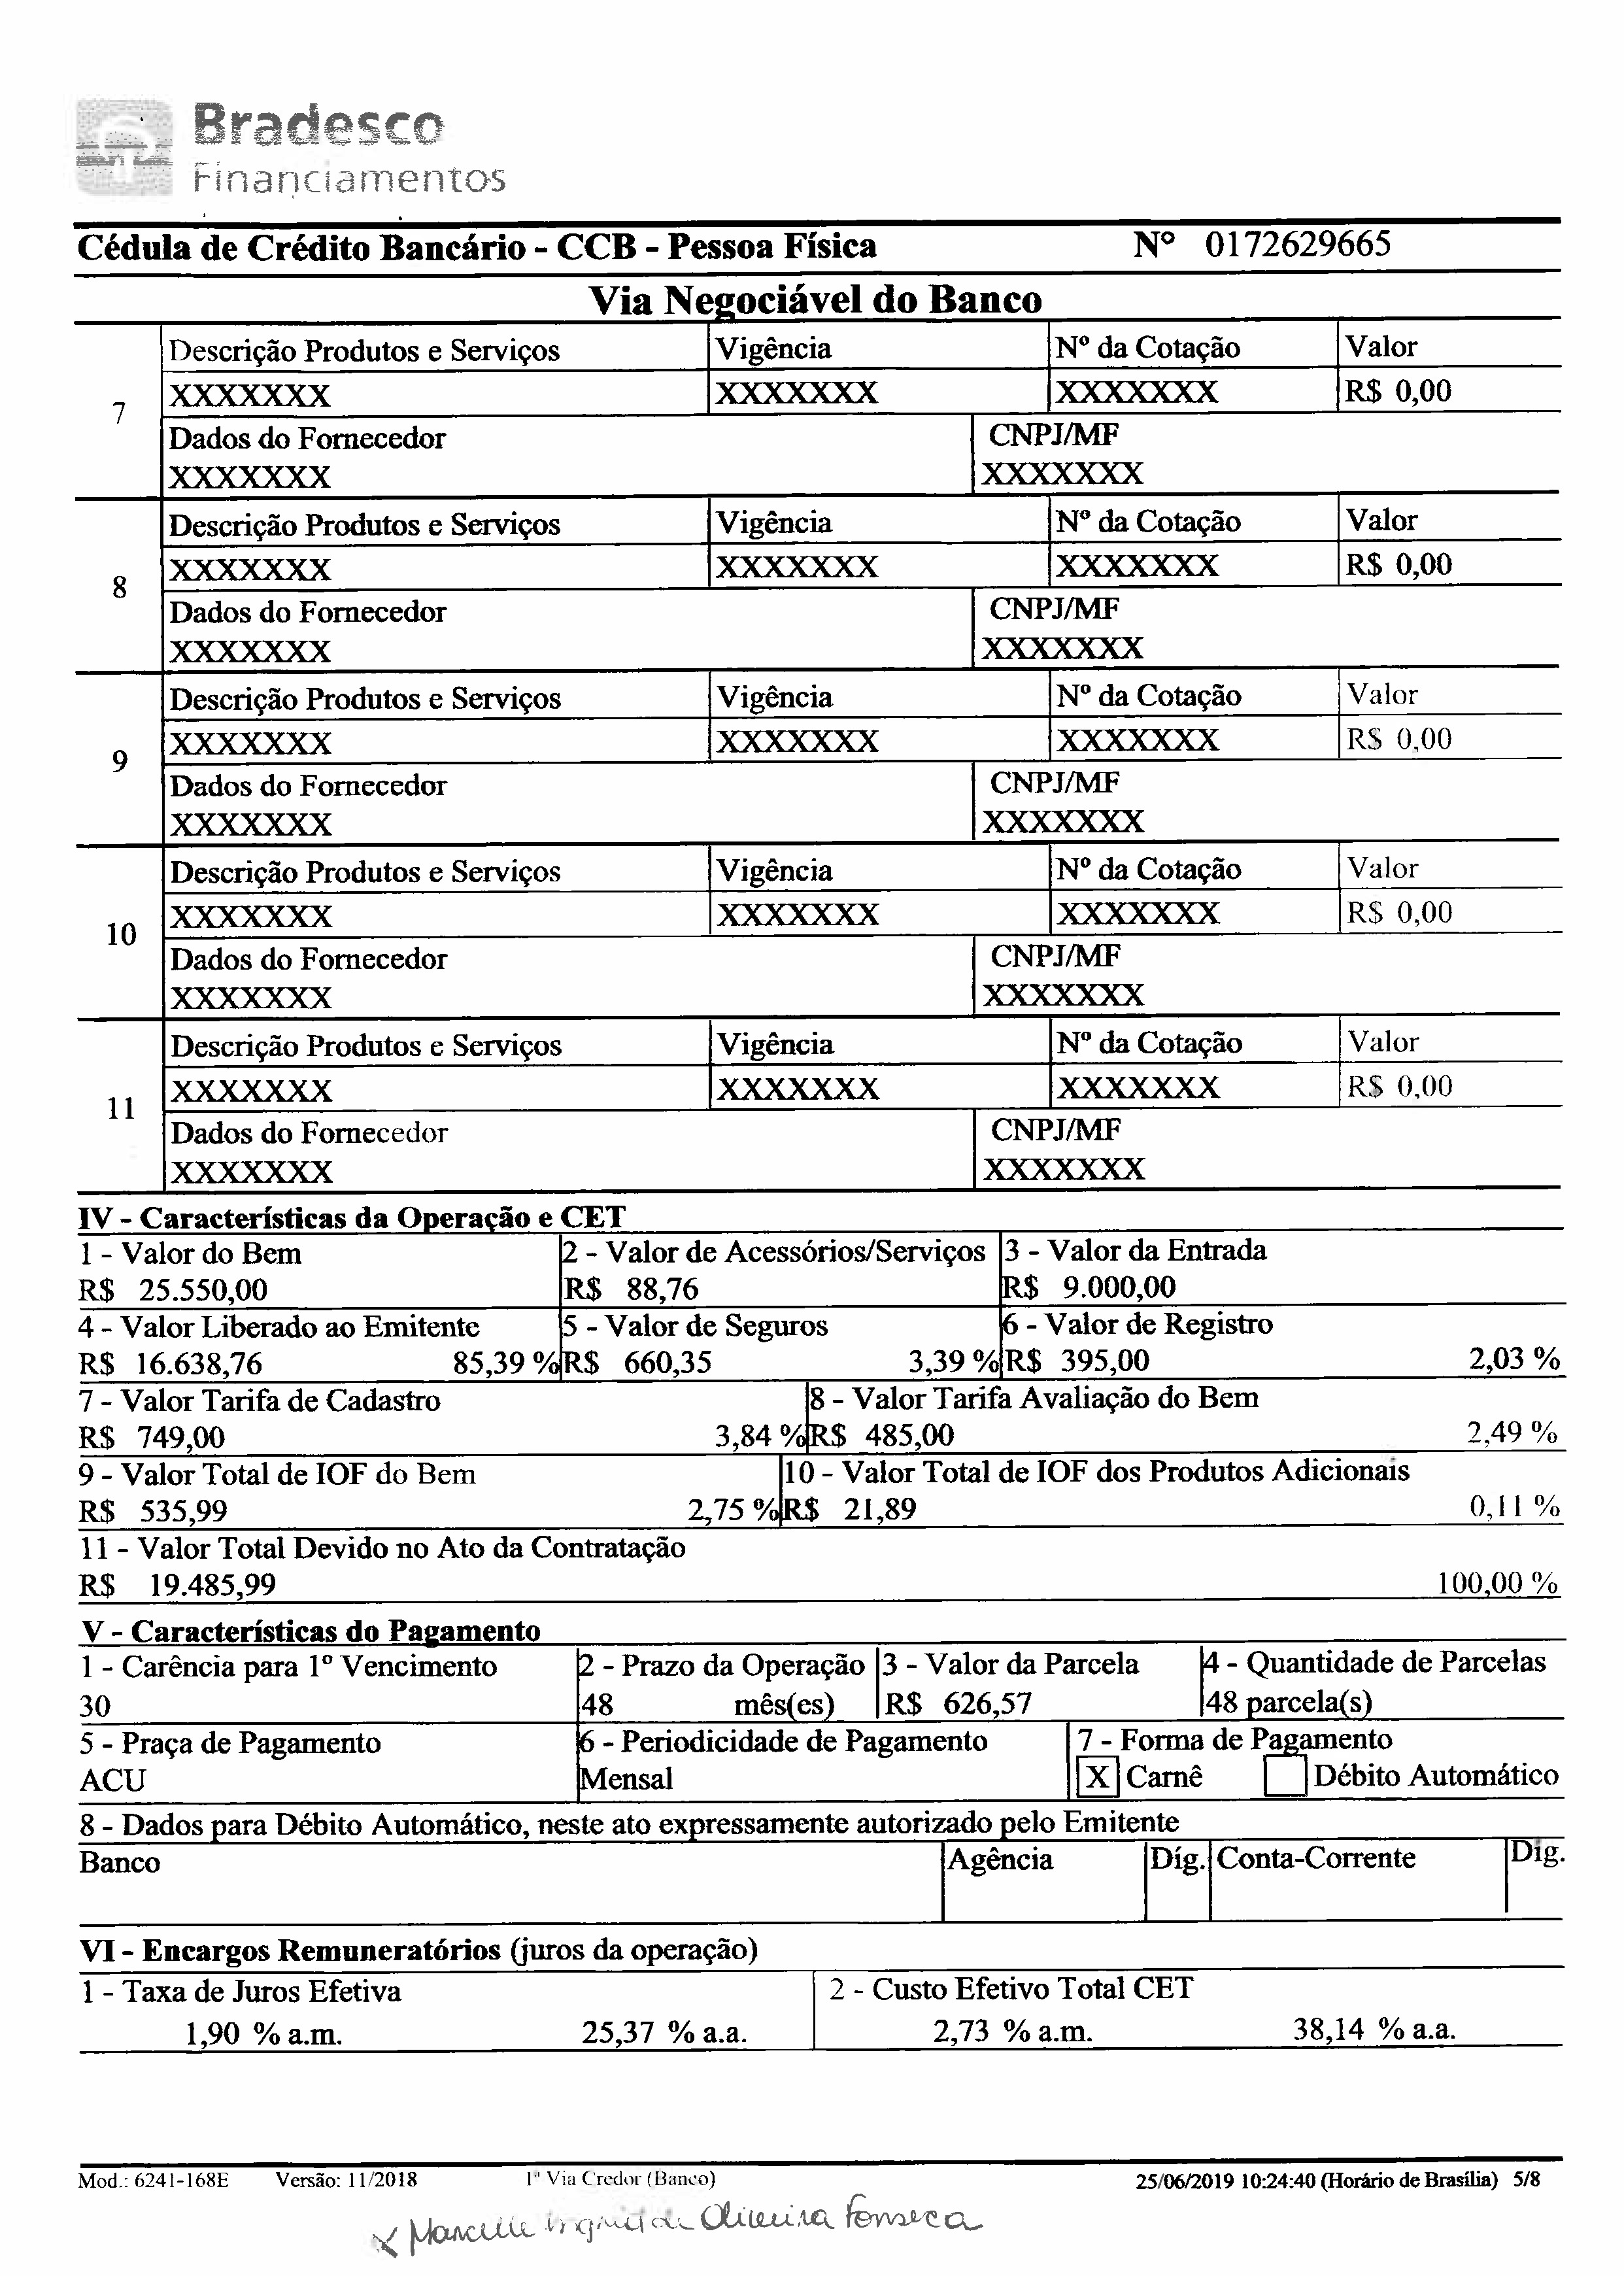 Bradesco
Financiamentos
Cédula de Crédito Bancário - CCB - Pessoa Física Nº 0172629665
Via Negociável do Banco
7
Descrição Produtos e Serviços Vigência Nº da Cotação Valor
XXXXXXX XXXXXXX XXXXXXX R$ 0,00
Dados do Fornecedor CNPJ/MF
XXXXXXX XXXXXXX
8
Descrição Produtos e Serviços Vigência Nº da Cotação Valor
XXXXXXX XXXXXXX XXXXXXX R$ 0,00
Dados do Fornecedor CNPJ/MF
XXXXXXX XXXXXXX
9
Descrição Produtos e Serviços Vigência Nº da Cotação Valor
XXXXXXX XXXXXXX XXXXXXX R$ 0,00
Dados do Fornecedor CNPJ/MF
XXXXXXX XXXXXXX
10
Descrição Produtos e Serviços Vigência Nº da Cotação Valor
XXXXXXX XXXXXXX XXXXXXX R$ 0,00
Dados do Fornecedor CNPJ/MF
XXXXXXX XXXXXXX
11
Descrição Produtos e Serviços Vigência Nº da Cotação Valor
XXXXXXX XXXXXXX XXXXXXX R$ 0,00
Dados do Fornecedor CNPJ/MF
XXXXXXX XXXXXXX
IV - Características da Operação e CET
1 - Valor do Bem 2 - Valor de Acessórios/Serviços 3 - Valor da Entrada
R$ 25.550,00 R$ 88,76 R$ 9.000,00
4 - Valor Liberado ao Emitente 5 - Valor de Seguros 6 - Valor de Registro
R$ 16.638,76 85,39 % R$ 660,35 3,39 % R$ 395,00 2,03 %
7 - Valor Tarifa de Cadastro 8 - Valor Tarifa Avaliação do Bem
R$ 749,00 3,84 % R$ 485,00 2,49 %
9 - Valor Total de IOF do Bem 10 - Valor Total de IOF dos Produtos Adicionais
R$ 535,99 2,75 % R$ 21,89 0,11 %
11 - Valor Total Devido no Ato da Contratação
R$ 19.485,99 100,00 %
V - Características do Pagamento
1 - Carência para 1º Vencimento 2 - Prazo da Operação 3 - Valor da Parcela 4 - Quantidade de Parcelas
30 48 mês(es) R$ 626,57 48 parcela(s)
5 - Praça de Pagamento 6 - Periodicidade de Pagamento 7 - Forma de Pagamento
ACU Mensal X Carnê Débito Automático
8 - Dados para Débito Automático, neste ato expressamente autorizado pelo Emitente
Banco Agência Díg. Conta-Corrente Díg.
VI - Encargos Remuneratórios (juros da operação)
1 - Taxa de Juros Efetiva 2 - Custo Efetivo Total CET
1,90 % a.m. 25,37 % a.a. 2,73 % a.m. 38,14 % a.a.
Mod.: 6241-168E Versão: 11/2018 1ª Via Credor (Banco) 25/06/2019 10:24:40 (Horário de Brasília) 5/8
x Marcelle de Oliveira Fonseca